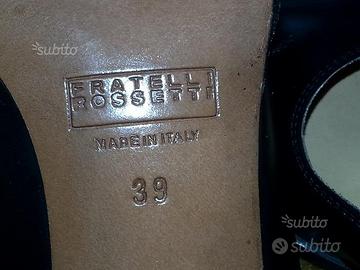 subito
FRATELLI
ROSSETTI
MADE IN ITALY
39
subito
subito